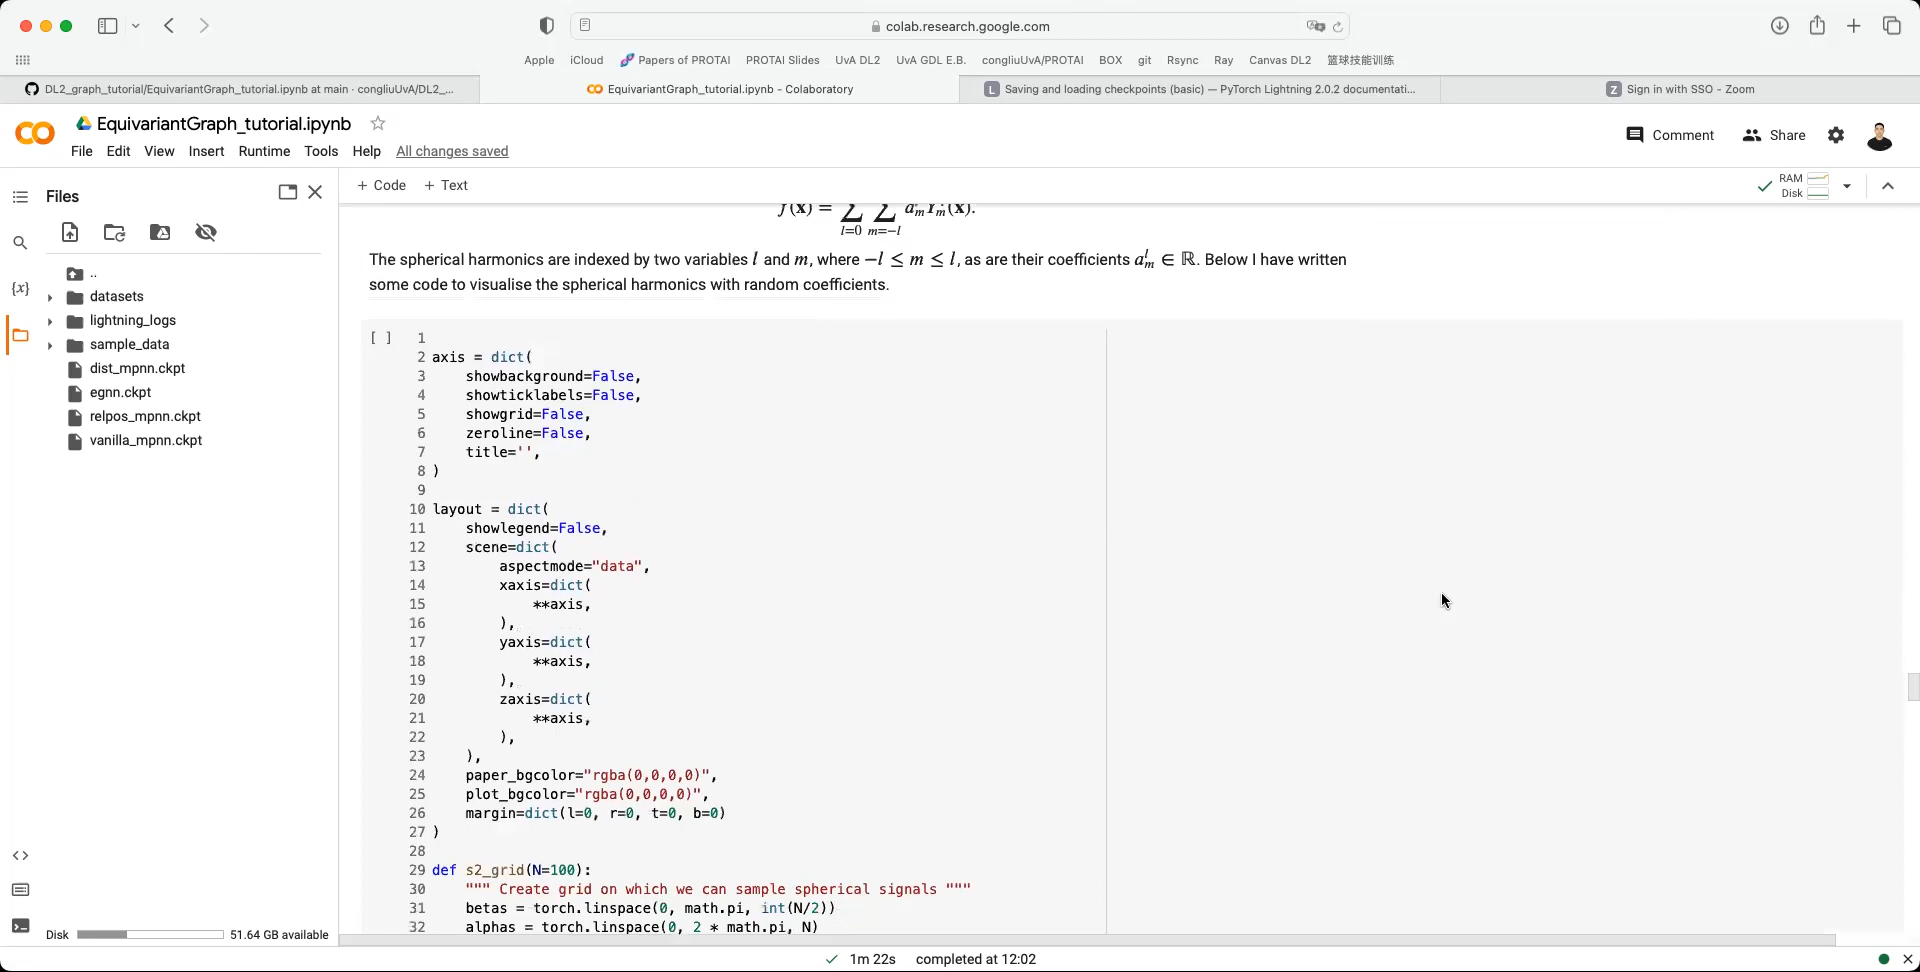 colab.research.google.com
Apple iCloud Papers of PROTAI PROTAI Slides UvA DL2 UvA GDL E.B. congliuUvA/PROTAI BOX git Rsync Ray Canvas DL2 篮球技能训练
DL2_graph_tutorial/EquivariantGraph_tutorial.ipynb at main · congliuUvA/DL2_...
EquivariantGraph_tutorial.ipynb - Colaboratory
L Saving and loading checkpoints (basic) — PyTorch Lightning 2.0.2 documentati...
Z Sign in with SSO - Zoom
EquivariantGraph_tutorial.ipynb
File Edit View Insert Runtime Tools Help All changes saved
Comment Share
Files
+ Code + Text
RAM
Disk
{x}
..
datasets
lightning_logs
sample_data
dist_mpnn.ckpt
egnn.ckpt
relpos_mpnn.ckpt
vanilla_mpnn.ckpt
Disk 51.64 GB available
f(x) = ∑ ∑ aₘˡYₘˡ(x).
l=0 m=−l
The spherical harmonics are indexed by two variables l and m, where −l ≤ m ≤ l, as are their coefficients aₘˡ ∈ ℝ. Below I have written
some code to visualise the spherical harmonics with random coefficients.
[ ] 1
2 axis = dict(
3     showbackground=False,
4     showticklabels=False,
5     showgrid=False,
6     zeroline=False,
7     title='',
8 )
9
10 layout = dict(
11     showlegend=False,
12     scene=dict(
13         aspectmode="data",
14         xaxis=dict(
15             **axis,
16         ),
17         yaxis=dict(
18             **axis,
19         ),
20         zaxis=dict(
21             **axis,
22         ),
23     ),
24     paper_bgcolor="rgba(0,0,0,0)",
25     plot_bgcolor="rgba(0,0,0,0)",
26     margin=dict(l=0, r=0, t=0, b=0)
27 )
28
29 def s2_grid(N=100):
30     """ Create grid on which we can sample spherical signals """
31     betas = torch.linspace(0, math.pi, int(N/2))
32     alphas = torch.linspace(0, 2 * math.pi, N)
1m 22s completed at 12:02